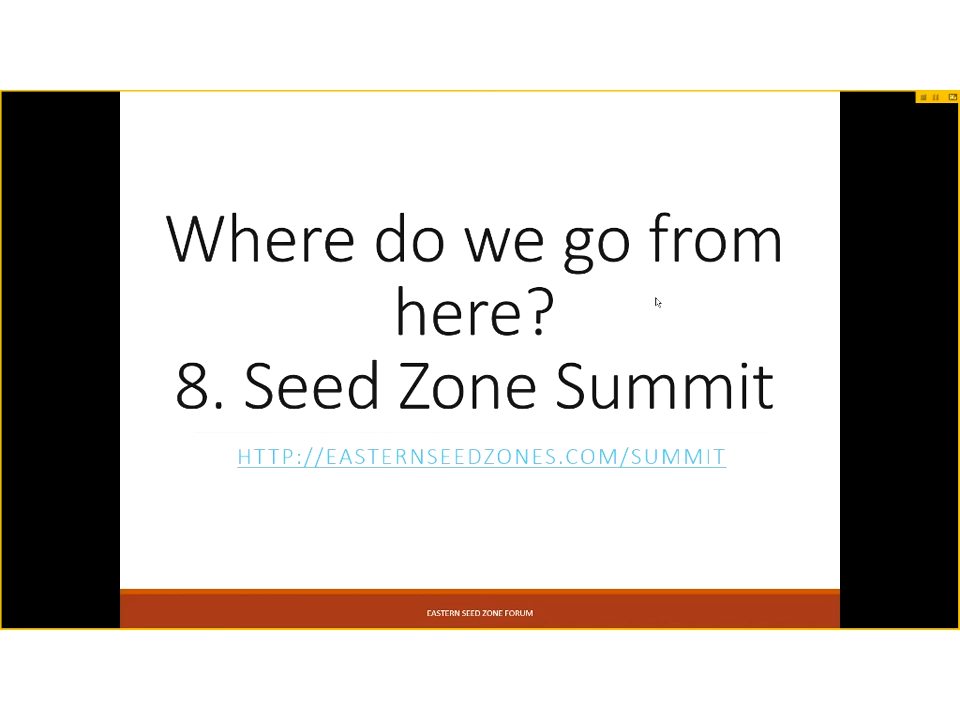 Where do we go from
here?
8. Seed Zone Summit
HTTP://EASTERNSEEDZONES.COM/SUMMIT
EASTERN SEED ZONE FORUM